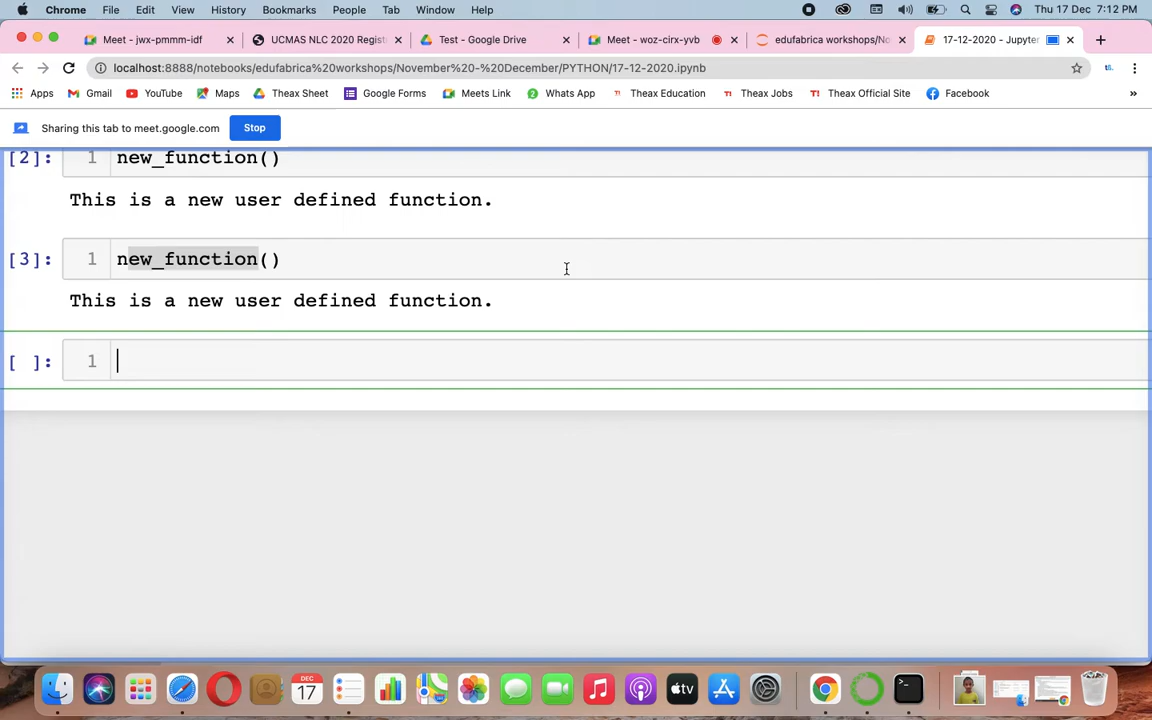 Chrome File Edit View History Bookmarks People Tab Window Help Thu 17 Dec 7:12 PM
Meet - jwx-pmmm-idf UCMAS NLC 2020 Regist Test - Google Drive Meet - woz-cirx-yvb edufabrica workshops/No 17-12-2020 - Jupyter
localhost:8888/notebooks/edufabrica%20workshops/November%20-%20December/PYTHON/17-12-2020.ipynb
Apps Gmail YouTube Maps Theax Sheet Google Forms Meets Link Whats App Theax Education Theax Jobs Theax Official Site Facebook »
Sharing this tab to meet.google.com Stop
[2]: 1 new_function()
This is a new user defined function.
[3]: 1 new_function()
This is a new user defined function.
[ ]: 1
DEC
17
tv